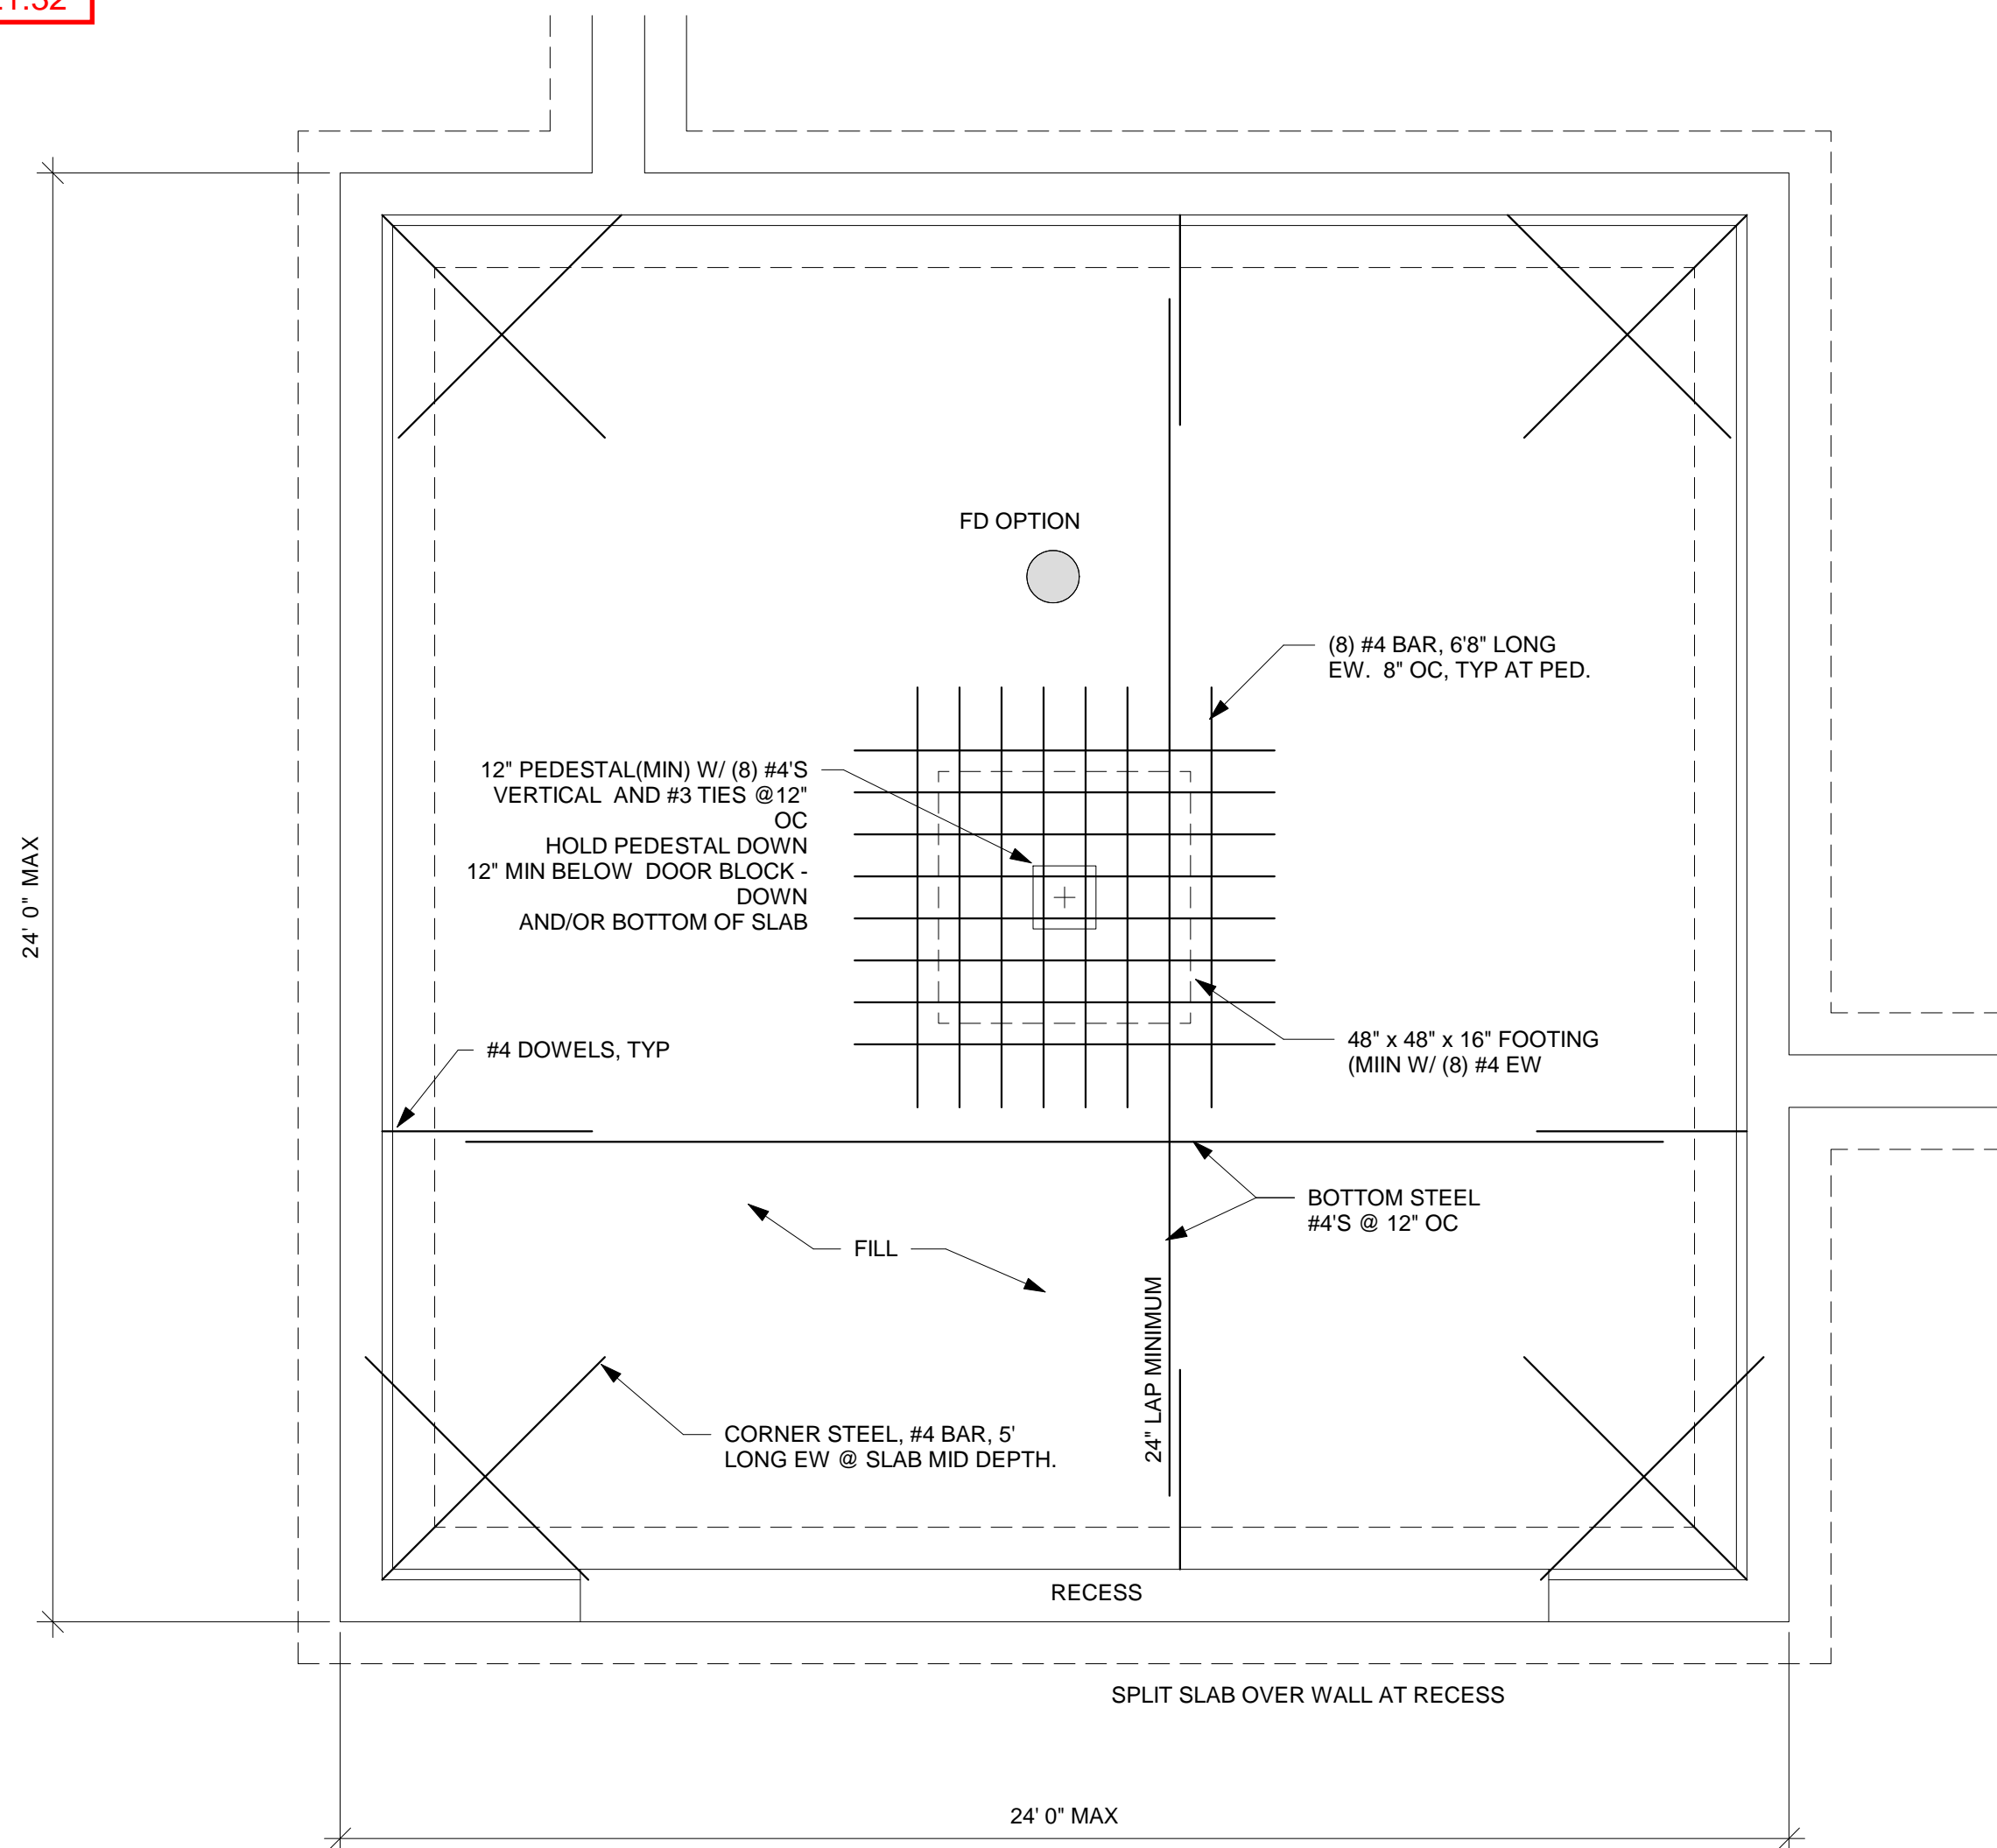 FD OPTION
(8) #4 BAR, 6'8" LONG
EW.  8" OC, TYP AT PED.
12" PEDESTAL(MIN) W/ (8) #4'S
VERTICAL  AND #3 TIES @12"
OC
HOLD PEDESTAL DOWN
12" MIN BELOW  DOOR BLOCK -
DOWN
AND/OR BOTTOM OF SLAB
24' 0" MAX
#4 DOWELS, TYP
48" x 48" x 16" FOOTING
(MIIN W/ (8) #4 EW
BOTTOM STEEL
#4'S @ 12" OC
FILL
24" LAP MINIMUM
CORNER STEEL, #4 BAR, 5'
LONG EW @ SLAB MID DEPTH.
RECESS
SPLIT SLAB OVER WALL AT RECESS
24' 0" MAX